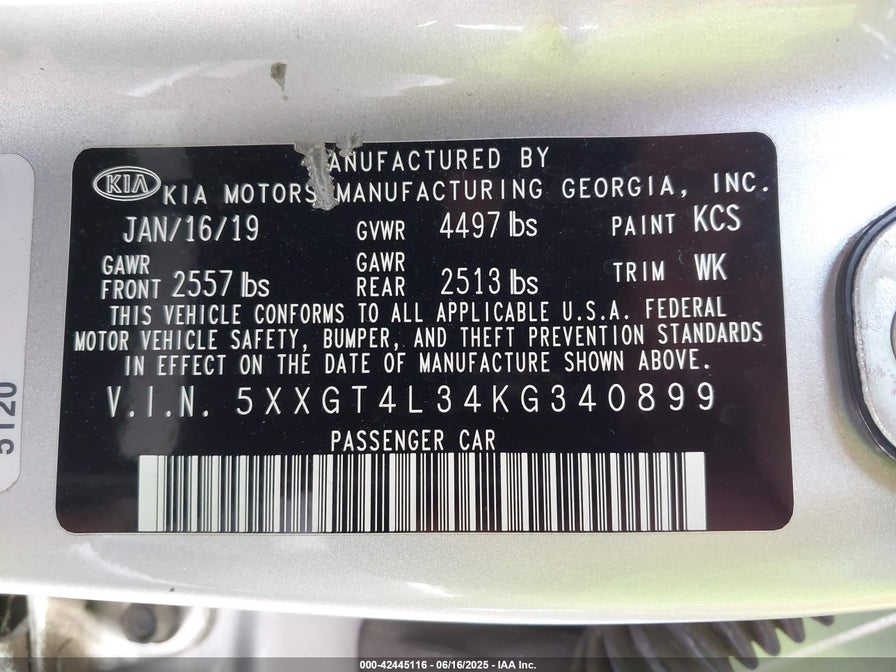 MANUFACTURED BY
KIA
KIA MOTORS MANUFACTURING GEORGIA, INC.
JAN/16/19 GVWR 4497 lbs PAINT KCS
GAWR FRONT 2557 lbs GAWR REAR 2513 lbs TRIM WK
THIS VEHICLE CONFORMS TO ALL APPLICABLE U.S.A. FEDERAL
MOTOR VEHICLE SAFETY, BUMPER, AND THEFT PREVENTION STANDARDS
IN EFFECT ON THE DATE OF MANUFACTURE SHOWN ABOVE.
V.I.N. 5XXGT4L34KG340899
PASSENGER CAR
5120
000-42445116 - 06/16/2025 - IAA Inc.